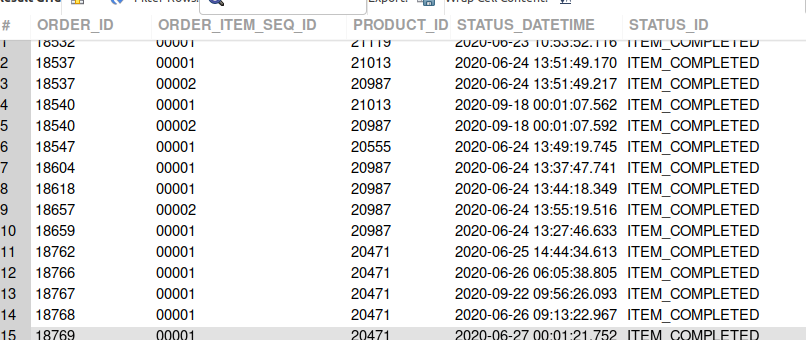 Result Grid Filter Rows: Export: Wrap Cell Content:
# ORDER_ID ORDER_ITEM_SEQ_ID PRODUCT_ID STATUS_DATETIME STATUS_ID
1 18532 00001 21119 2020-06-23 10:53:52.116 ITEM_COMPLETED
2 18537 00001 21013 2020-06-24 13:51:49.170 ITEM_COMPLETED
3 18537 00002 20987 2020-06-24 13:51:49.217 ITEM_COMPLETED
4 18540 00001 21013 2020-09-18 00:01:07.562 ITEM_COMPLETED
5 18540 00002 20987 2020-09-18 00:01:07.592 ITEM_COMPLETED
6 18547 00001 20555 2020-06-24 13:49:19.745 ITEM_COMPLETED
7 18604 00001 20987 2020-06-24 13:37:47.741 ITEM_COMPLETED
8 18618 00001 20987 2020-06-24 13:44:18.349 ITEM_COMPLETED
9 18657 00002 20987 2020-06-24 13:55:19.516 ITEM_COMPLETED
10 18659 00001 20987 2020-06-24 13:27:46.633 ITEM_COMPLETED
11 18762 00001 20471 2020-06-25 14:44:34.613 ITEM_COMPLETED
12 18766 00001 20471 2020-06-26 06:05:38.805 ITEM_COMPLETED
13 18767 00001 20471 2020-09-22 09:56:26.093 ITEM_COMPLETED
14 18768 00001 20471 2020-06-26 09:13:22.967 ITEM_COMPLETED
15 18769 00001 20471 2020-06-27 00:01:21.752 ITEM_COMPLETED